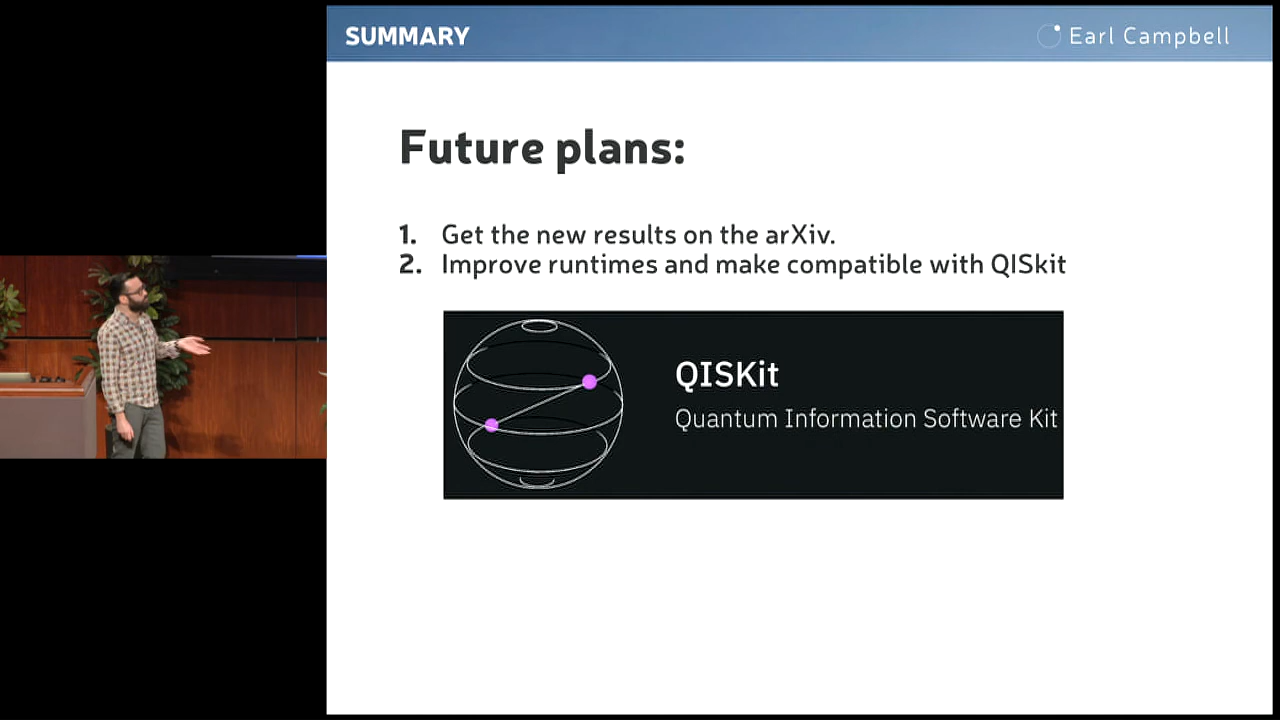 SUMMARY
Earl Campbell
Future plans:
1. Get the new results on the arXiv.
2. Improve runtimes and make compatible with QISkit
QISKit
Quantum Information Software Kit